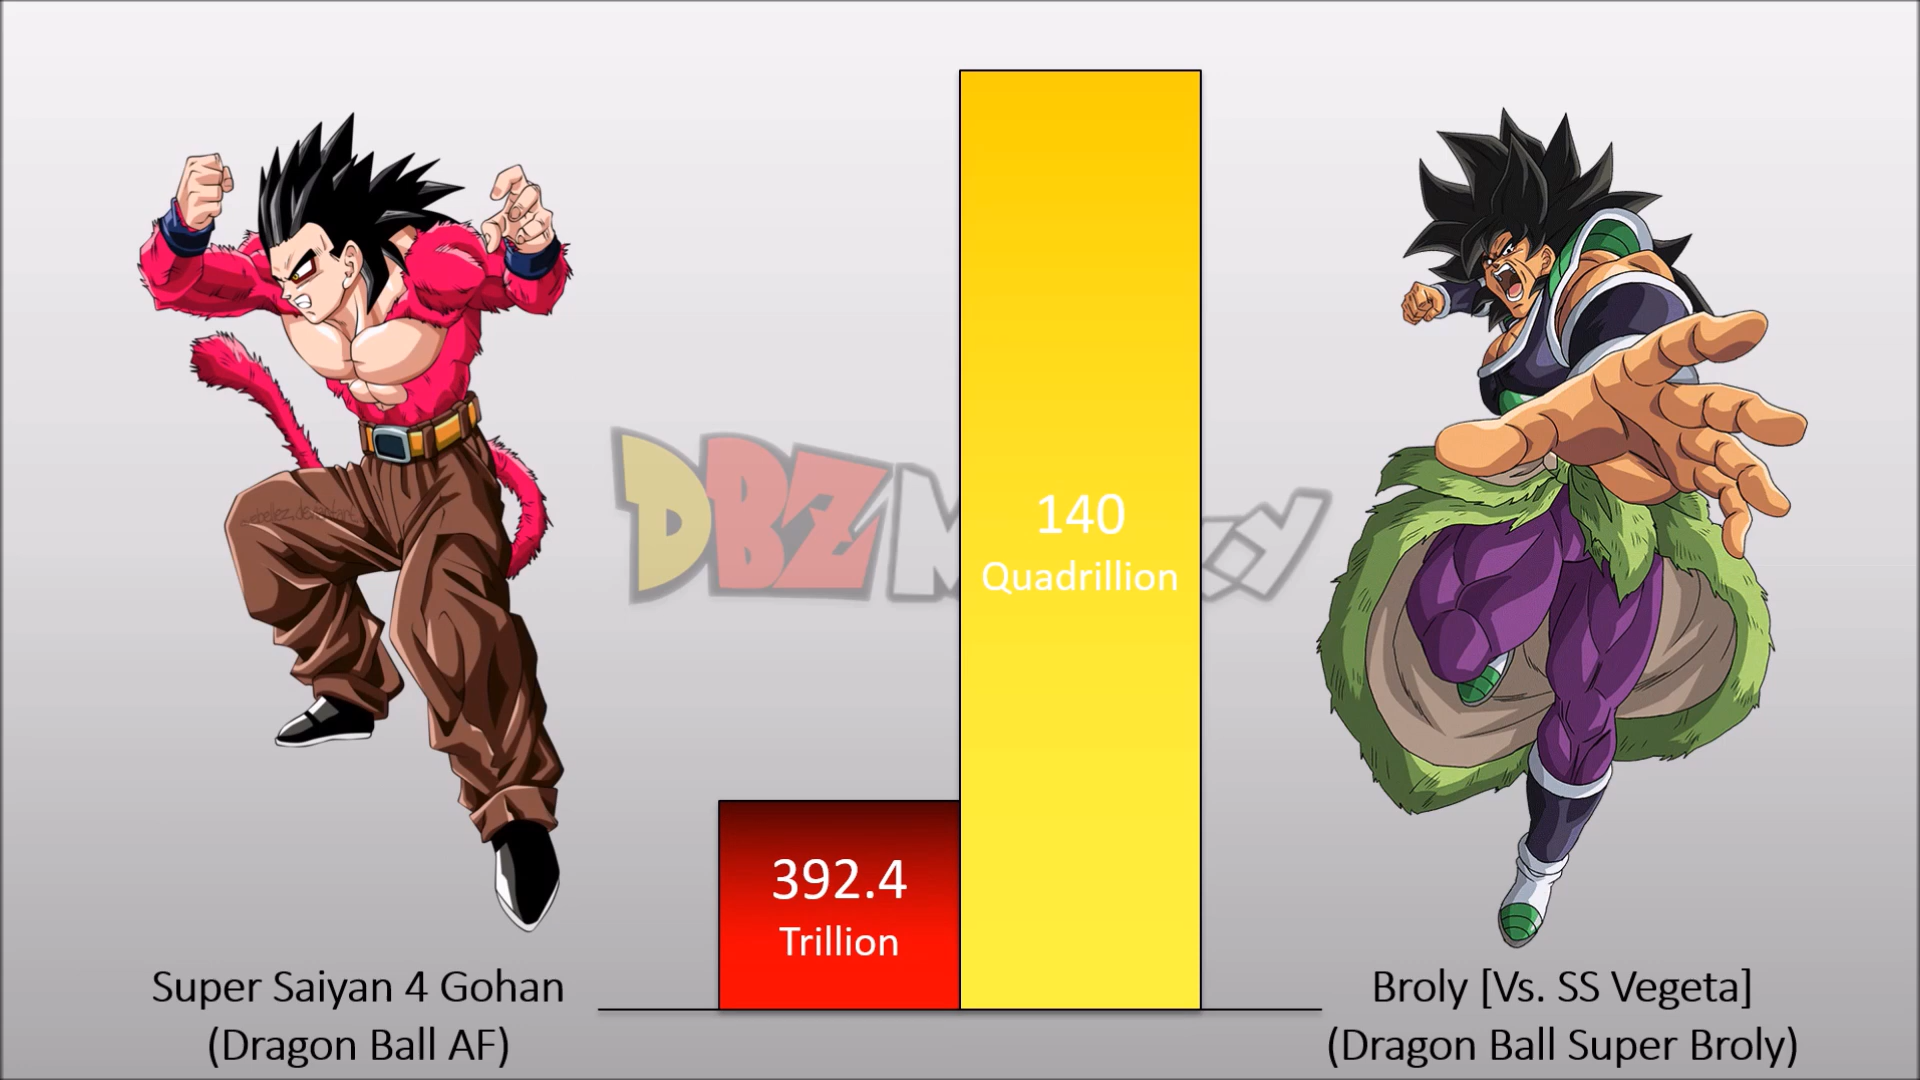 DBZ M
140
Quadrillion
392.4
Trillion
Super Saiyan 4 Gohan
(Dragon Ball AF)
Broly [Vs. SS Vegeta]
(Dragon Ball Super Broly)